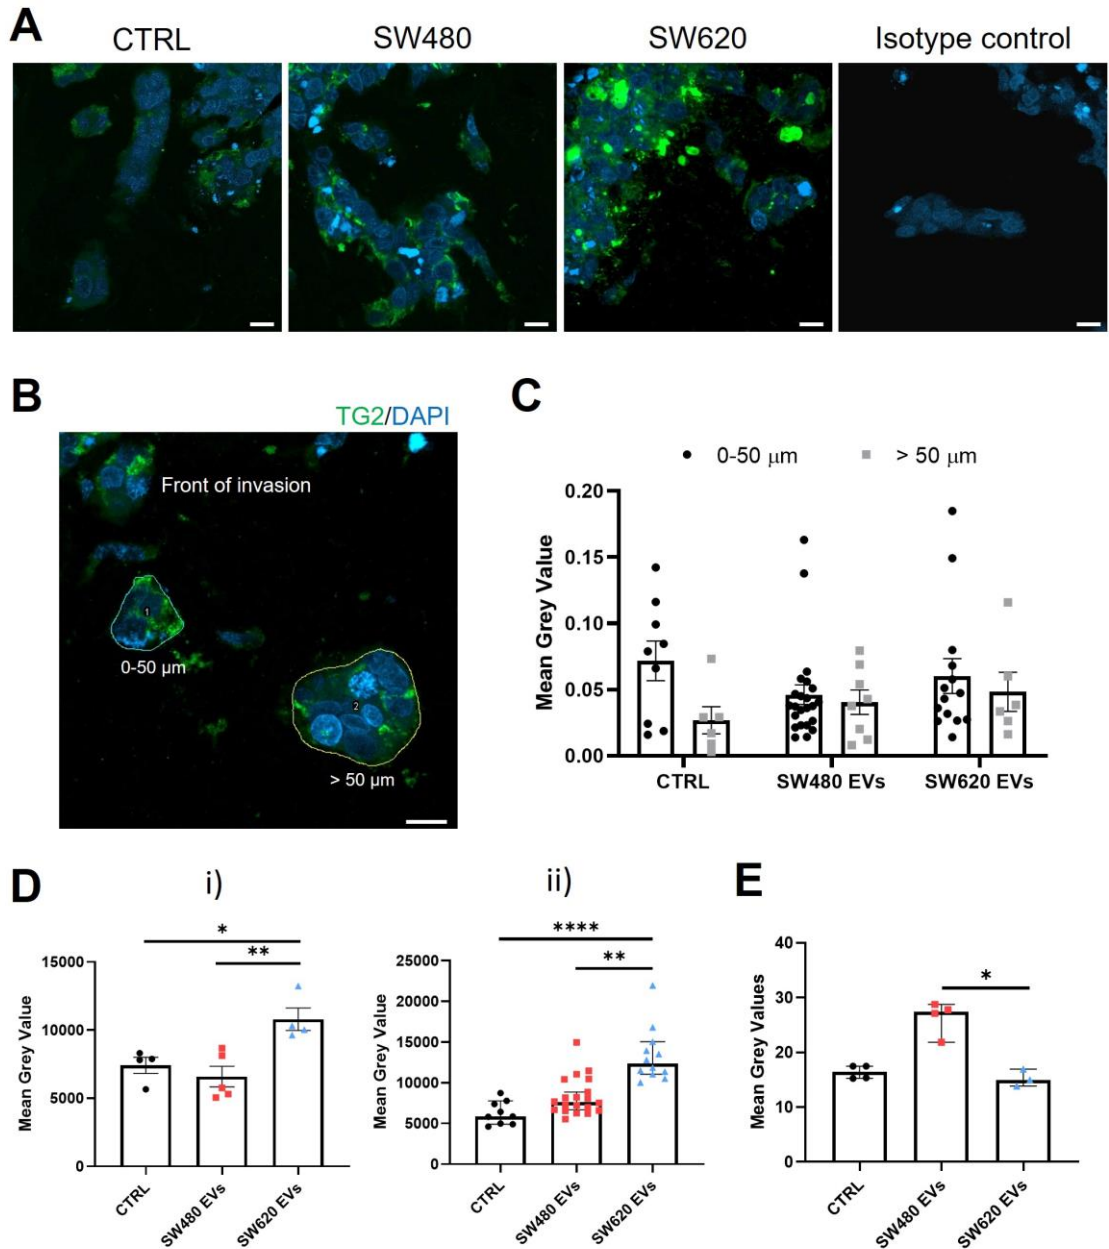 A
CTRL SW480 SW620 Isotype control
B
TG2/DAPI
Front of invasion
1
0-50 µm
2
> 50 µm
C
0-50 µm > 50 µm
Mean Grey Value
0.20
0.15
0.10
0.05
0.00
CTRL SW480 EVs SW620 EVs
D
i)
*
**
Mean Grey Value
15000
10000
5000
0
CTRL SW480 EVs SW620 EVs
ii)
****
**
Mean Grey Value
25000
20000
15000
10000
5000
0
CTRL SW480 EVs SW620 EVs
E
*
Mean Grey Values
40
30
20
10
0
CTRL SW480 EVs SW620 EVs